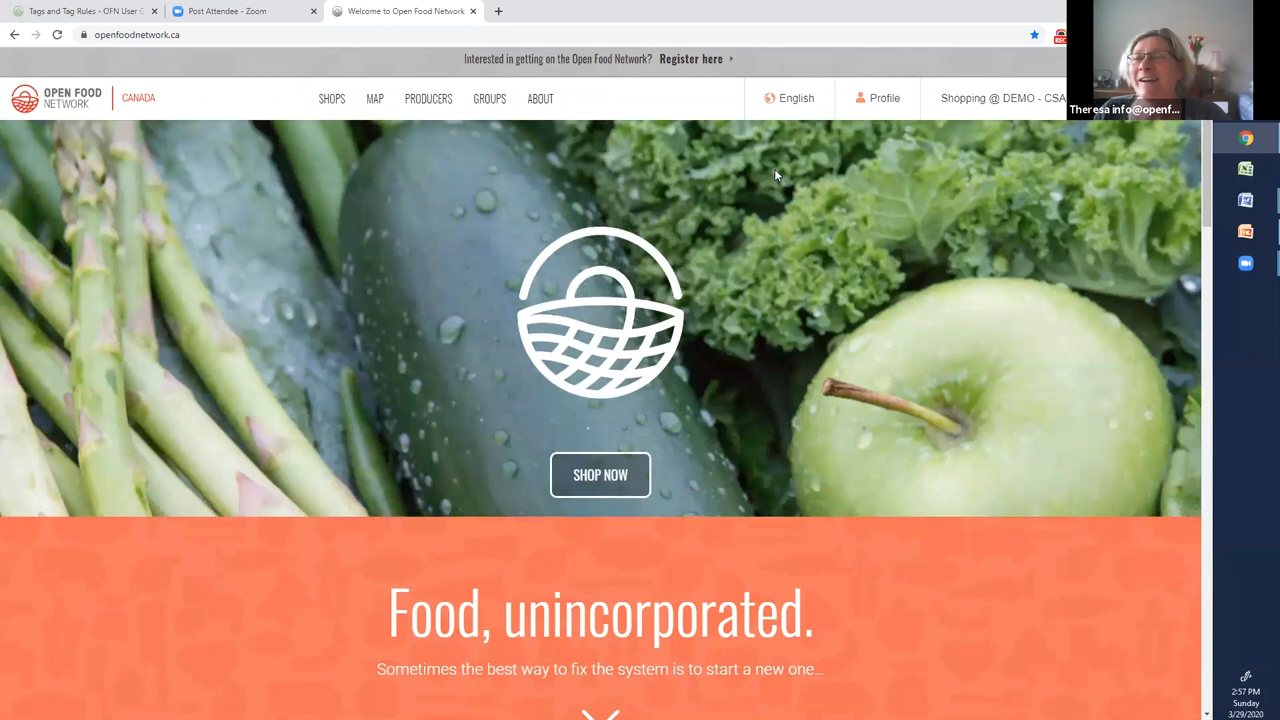 Tags and Tag Rules - OFN User G
Post Attendee - Zoom
Welcome to Open Food Network
openfoodnetwork.ca
REC
Interested in getting on the Open Food Network? Register here
OPEN FOOD NETWORK CANADA
SHOPS MAP PRODUCERS GROUPS ABOUT
English
Profile
Shopping @ DEMO - CSA
Theresa info@openf...
SHOP NOW
Food, unincorporated.
Sometimes the best way to fix the system is to start a new one...
2:57 PM
Sunday
3/29/2020